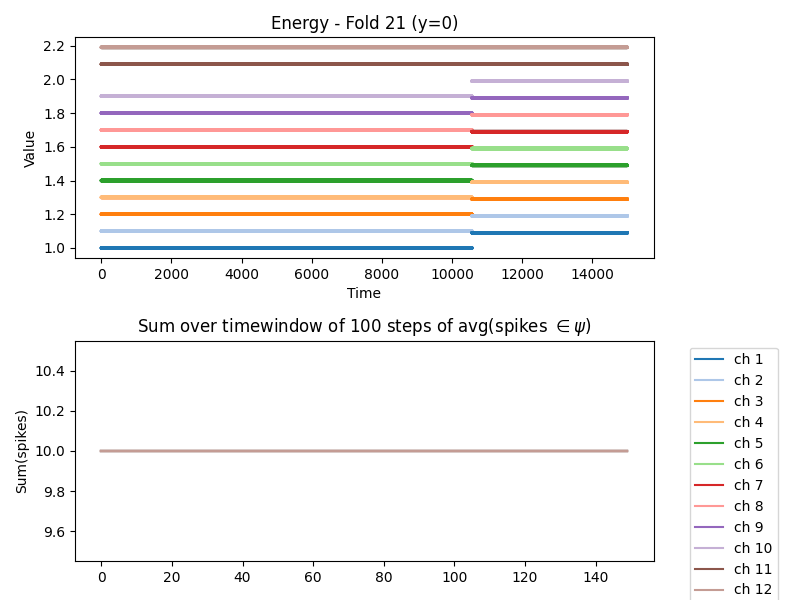 Energy - Fold 21 (y=0)
2.2
2.0
1.8
1.6
1.4
1.2
1.0
Value
0 2000 4000 6000 8000 10000 12000 14000
Time
Sum over timewindow of 100 steps of avg(spikes ∈ ψ)
10.4
10.2
10.0
9.8
9.6
Sum(spikes)
0 20 40 60 80 100 120 140
ch 1
ch 2
ch 3
ch 4
ch 5
ch 6
ch 7
ch 8
ch 9
ch 10
ch 11
ch 12